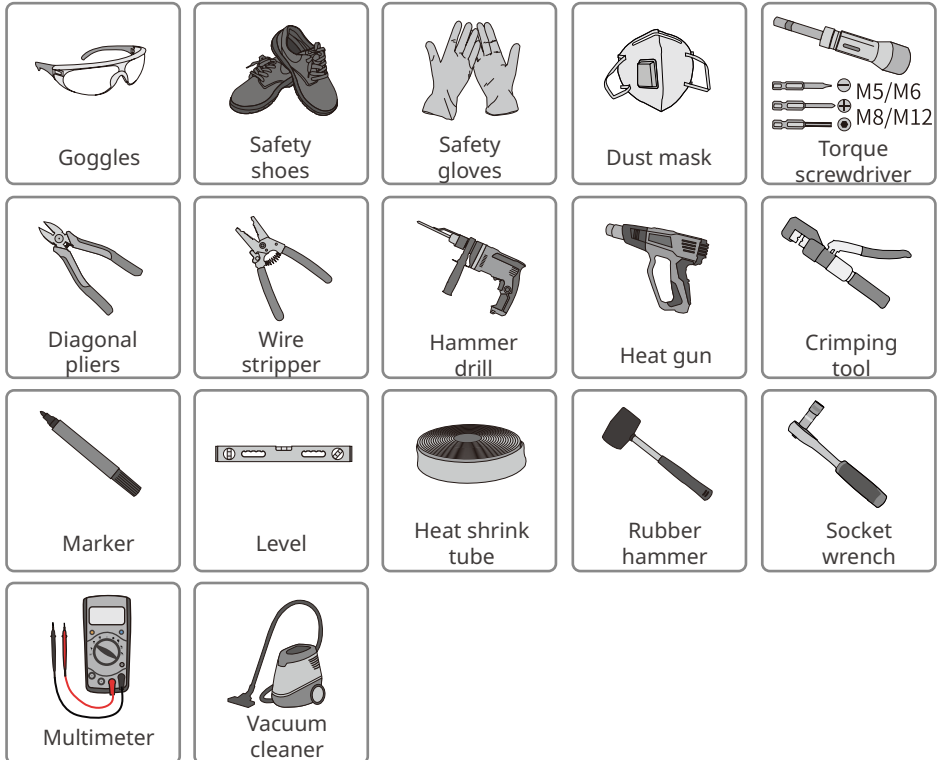 Goggles
Safety
shoes
Safety
gloves
Dust mask
M5/M6
M8/M12
Torque
screwdriver
Diagonal
pliers
Wire
stripper
Hammer
drill
Heat gun
Crimping
tool
Marker
Level
Heat shrink
tube
Rubber
hammer
Socket
wrench
Multimeter
Vacuum
cleaner